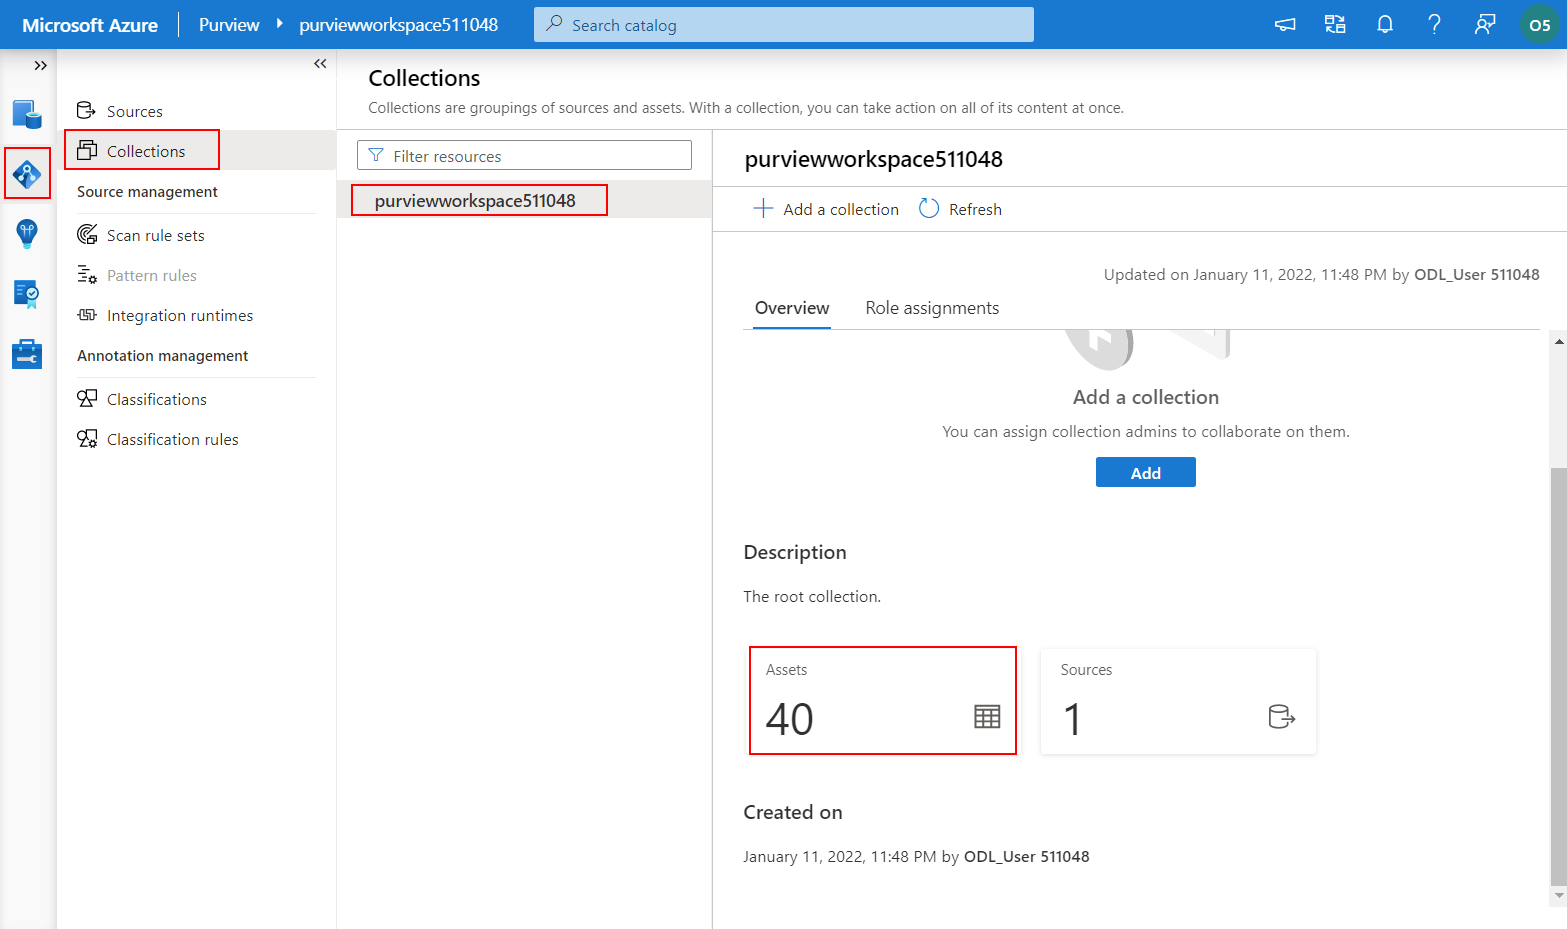 Microsoft Azure
Purview
purviewworkspace511048
Search catalog
O5
Sources
Collections
Source management
Scan rule sets
Pattern rules
Integration runtimes
Annotation management
Classifications
Classification rules
Collections
Collections are groupings of sources and assets. With a collection, you can take action on all of its content at once.
Filter resources
purviewworkspace511048
purviewworkspace511048
Add a collection
Refresh
Updated on January 11, 2022, 11:48 PM by ODL_User 511048
Overview
Role assignments
Add a collection
You can assign collection admins to collaborate on them.
Add
Description
The root collection.
Assets
40
Sources
1
Created on
January 11, 2022, 11:48 PM by ODL_User 511048